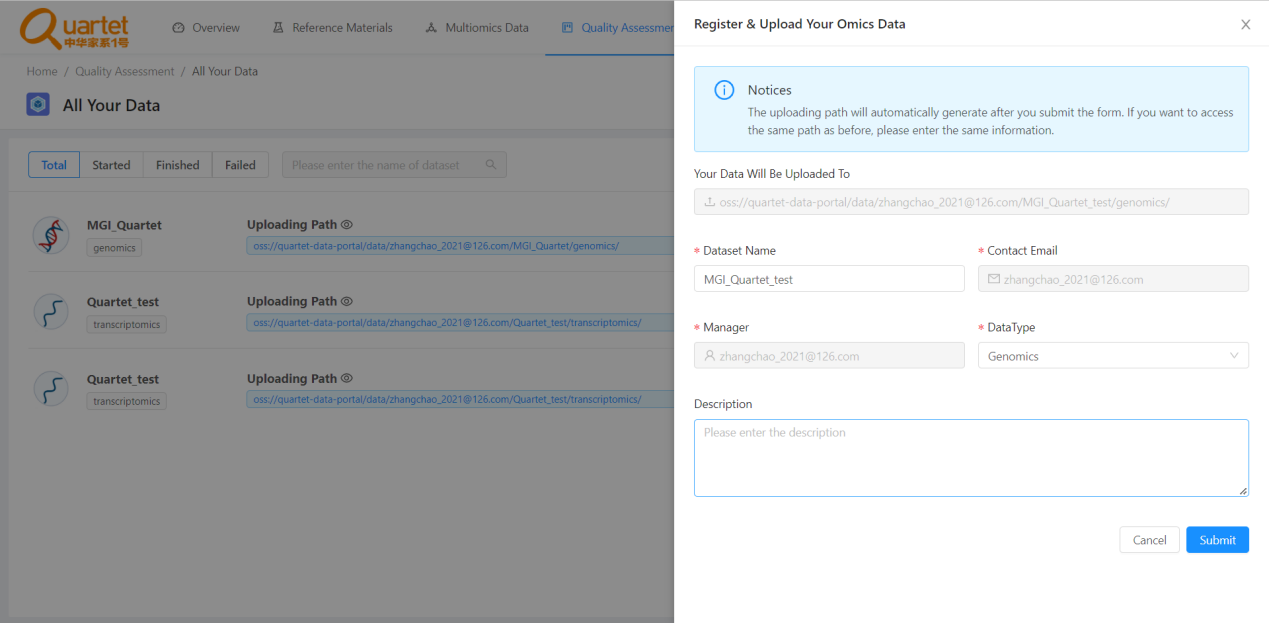 Quartet
中华家系1号
Overview
Reference Materials
Multiomics Data
Quality Assessmen
Home / Quality Assessment / All Your Data
All Your Data
Total
Started
Finished
Failed
Please enter the name of dataset
MGI_Quartet
genomics
Uploading Path
oss://quartet-data-portal/data/zhangchao_2021@126.com/MGI_Quartet/genomics/
Quartet_test
transcriptomics
Uploading Path
oss://quartet-data-portal/data/zhangchao_2021@126.com/Quartet_test/transcriptomics/
Quartet_test
transcriptomics
Uploading Path
oss://quartet-data-portal/data/zhangchao_2021@126.com/Quartet_test/transcriptomics/
Register & Upload Your Omics Data
Notices
The uploading path will automatically generate after you submit the form. If you want to access
the same path as before, please enter the same information.
Your Data Will Be Uploaded To
oss://quartet-data-portal/data/zhangchao_2021@126.com/MGI_Quartet_test/genomics/
* Dataset Name
MGI_Quartet_test
* Contact Email
zhangchao_2021@126.com
* Manager
zhangchao_2021@126.com
* DataType
Genomics
Description
Please enter the description
Cancel
Submit